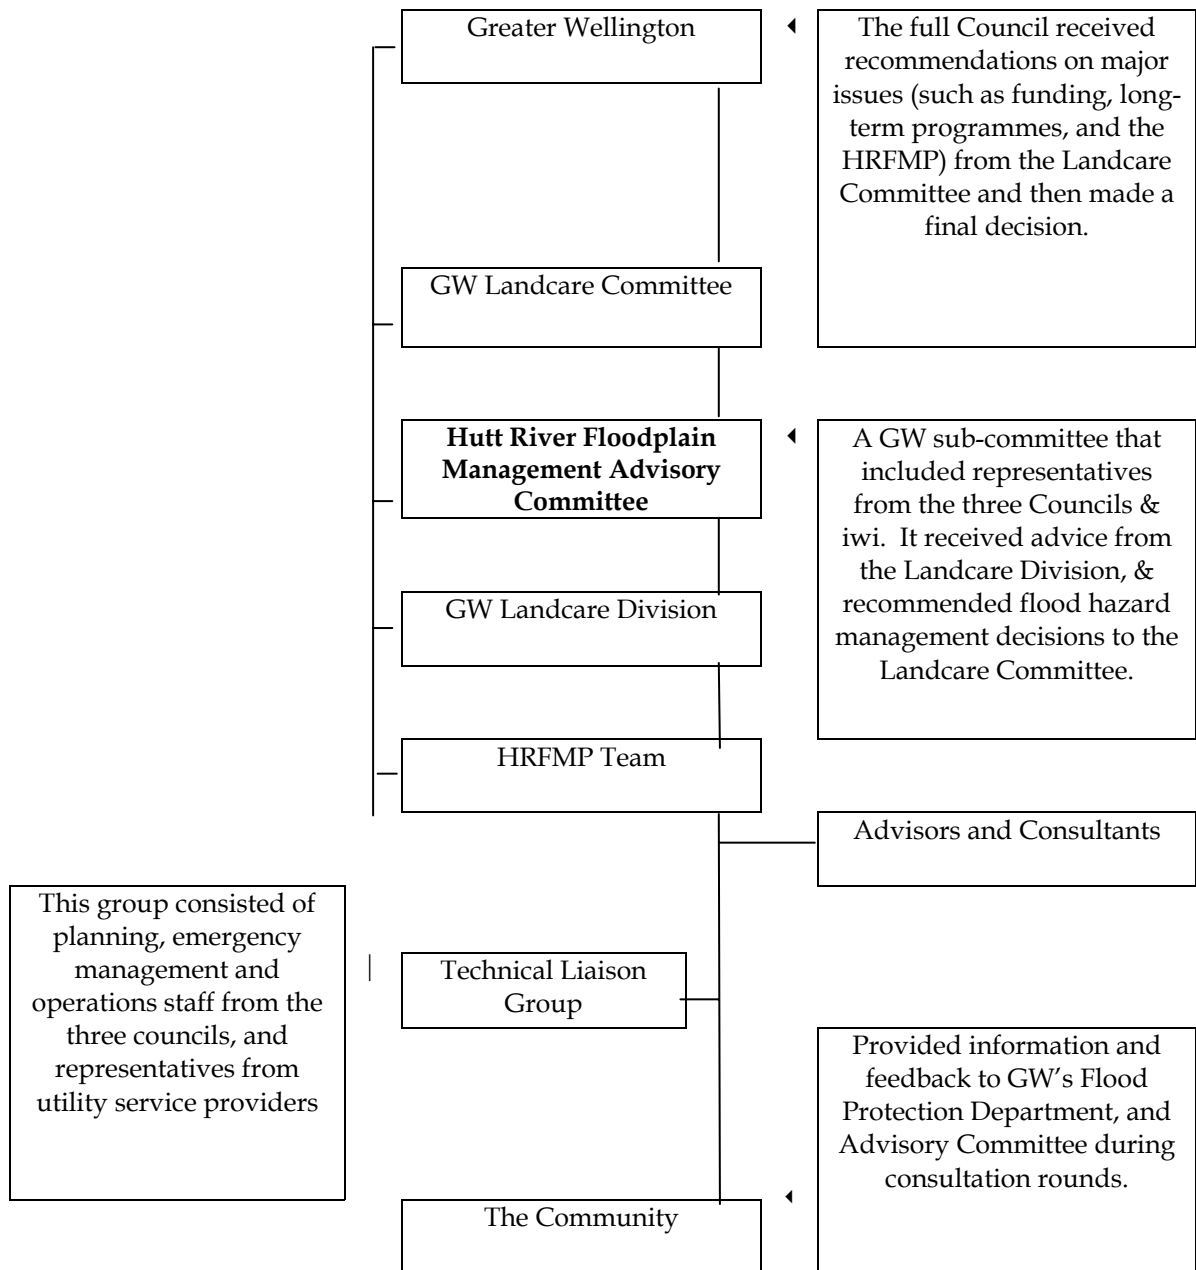 Greater Wellington
The full Council received
recommendations on major
issues (such as funding, long-
term programmes, and the
HRFMP) from the Landcare
Committee and then made a
final decision.
GW Landcare Committee
Hutt River Floodplain
Management Advisory
Committee
A GW sub-committee that
included representatives
from the three Councils &
iwi.  It received advice from
the Landcare Division, &
recommended flood hazard
management decisions to the
Landcare Committee.
GW Landcare Division
HRFMP Team
Advisors and Consultants
This group consisted of
planning, emergency
management and
operations staff from the
three councils, and
representatives from
utility service providers
Technical Liaison
Group
Provided information and
feedback to GW’s Flood
Protection Department, and
Advisory Committee during
consultation rounds.
The Community